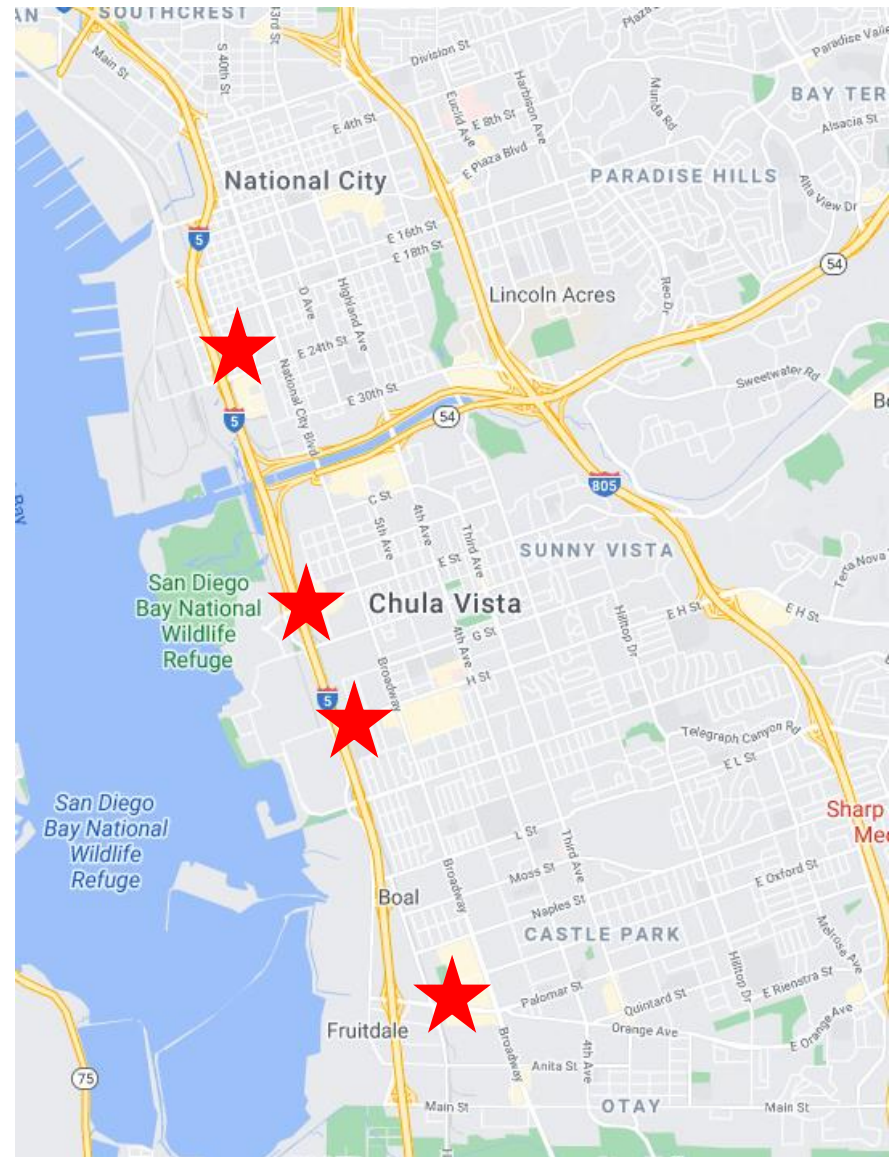 AN
SOUTHCREST
43rd St
Main St
S 40th St
Division St
Paradise Valle
Harbison Ave
Euclid Ave
Munda Rd
BAY TER
E 4th St
E 8th St
Alsacia St
E Plaza Blvd
National City
PARADISE HILLS
Alta View Dr
E 16th St
5
E 18th St
54
Lincoln Acres
D Ave
Highland Ave
Reo Dr
E 24th St
Sweetwater Rd
National City Blvd
E 30th St
5
54
C St
805
Bay
5th Ave
4th Ave
Third Ave
E St
SUNNY VISTA
Terra Nova
San Diego
Bay National
Wildlife
Refuge
Chula Vista
Hilltop Dr
E H St
E H St
G St
4th Ave
Broadway
H St
5
Telegraph Canyon Rd
E L St
San Diego
Bay National
Wildlife
Refuge
Sharp
Med
L St
Third Ave
Moss St
Broadway
E Oxford St
Boal
Naples St
CASTLE PARK
Melrose Ave
Hilltop Dr
E Rienstra St
Palomar St
Quintard St
Fruitdale
Orange Ave
E Orange Ave
Broadway
4th Ave
Anita St
75
Main St
OTAY
Main St